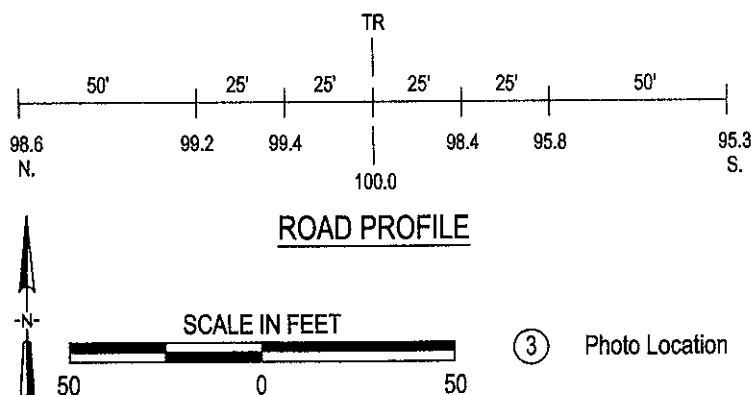 TR
50' 25' 25' 25' 25' 50'
98.6 99.2 99.4 98.4 95.8 95.3
N. 100.0 S.
ROAD PROFILE
-N-
SCALE IN FEET
3 Photo Location
50 0 50